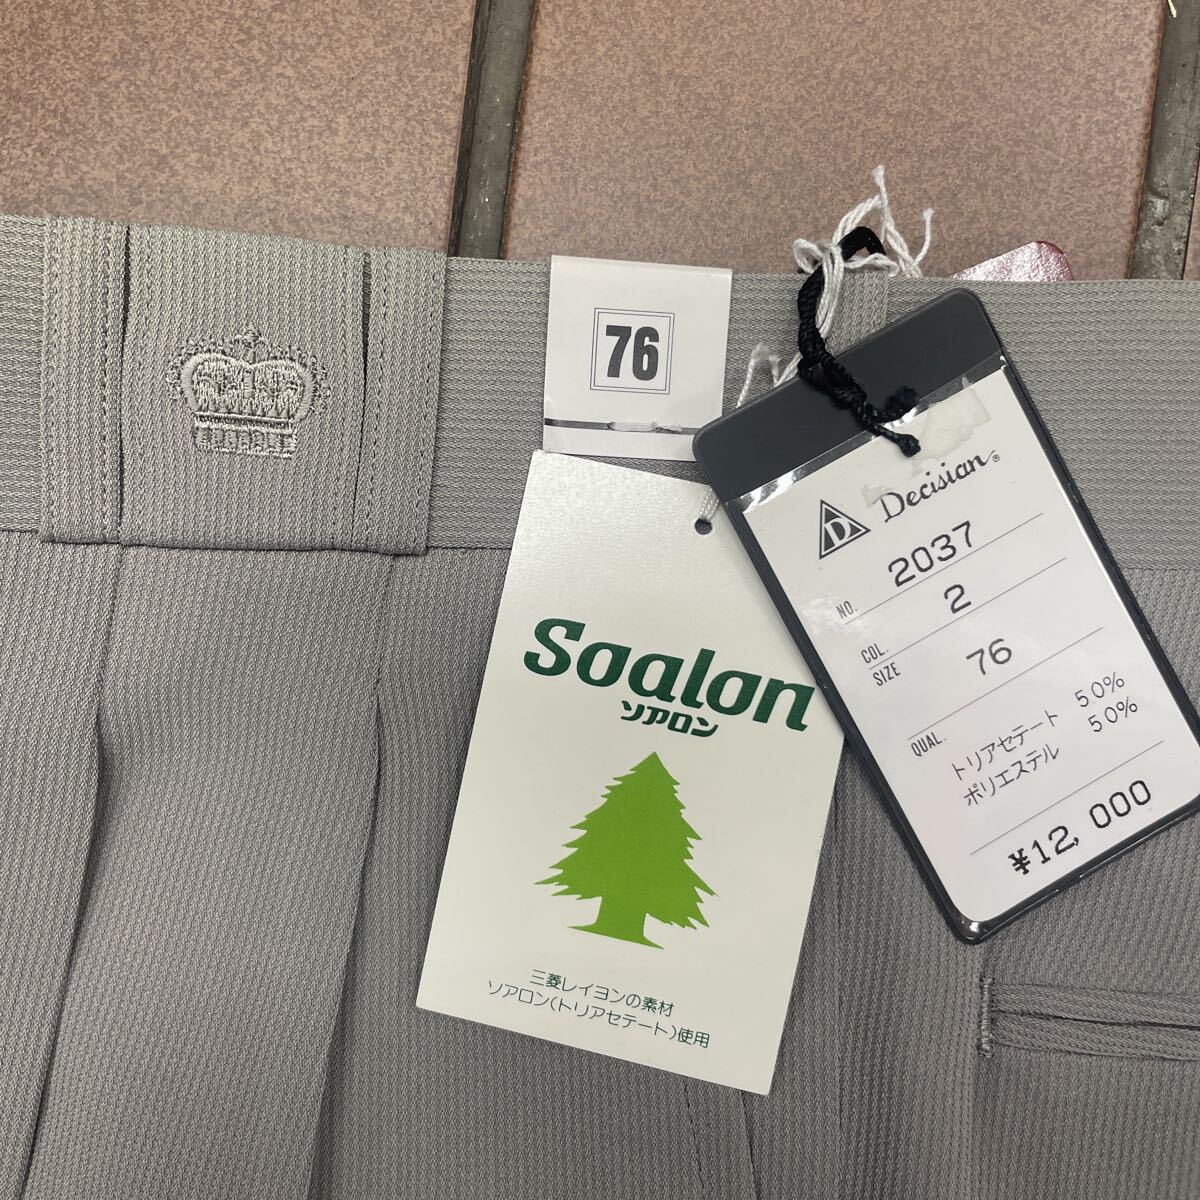 76
Soalon
ソアロン
三菱レイヨンの素材
ソアロン(トリアセテート)使用
D
Decisian®
NO. 2037
COL. 2
SIZE 76
QUAL. トリアセテート 50%
ポリエステル 50%
¥12,000